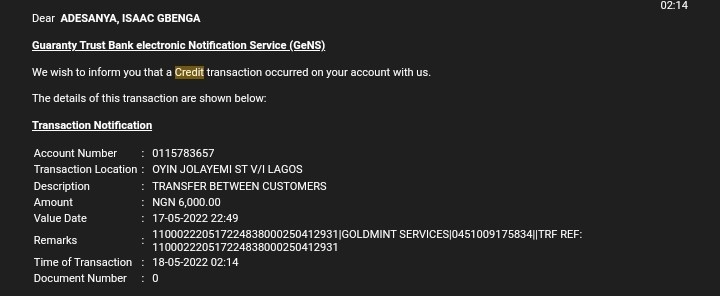 02:14
Dear ADESANYA, ISAAC GBENGA
Guaranty Trust Bank electronic Notification Service (GeNS)
We wish to inform you that a Credit transaction occurred on your account with us.
The details of this transaction are shown below:
Transaction Notification
Account Number : 0115783657
Transaction Location : OYIN JOLAYEMI ST V/I LAGOS
Description : TRANSFER BETWEEN CUSTOMERS
Amount : NGN 6,000.00
Value Date : 17-05-2022 22:49
Remarks : 110002220517224838000250412931|GOLDMINT SERVICES|0451009175834||TRF REF:
110002220517224838000250412931
Time of Transaction : 18-05-2022 02:14
Document Number : 0